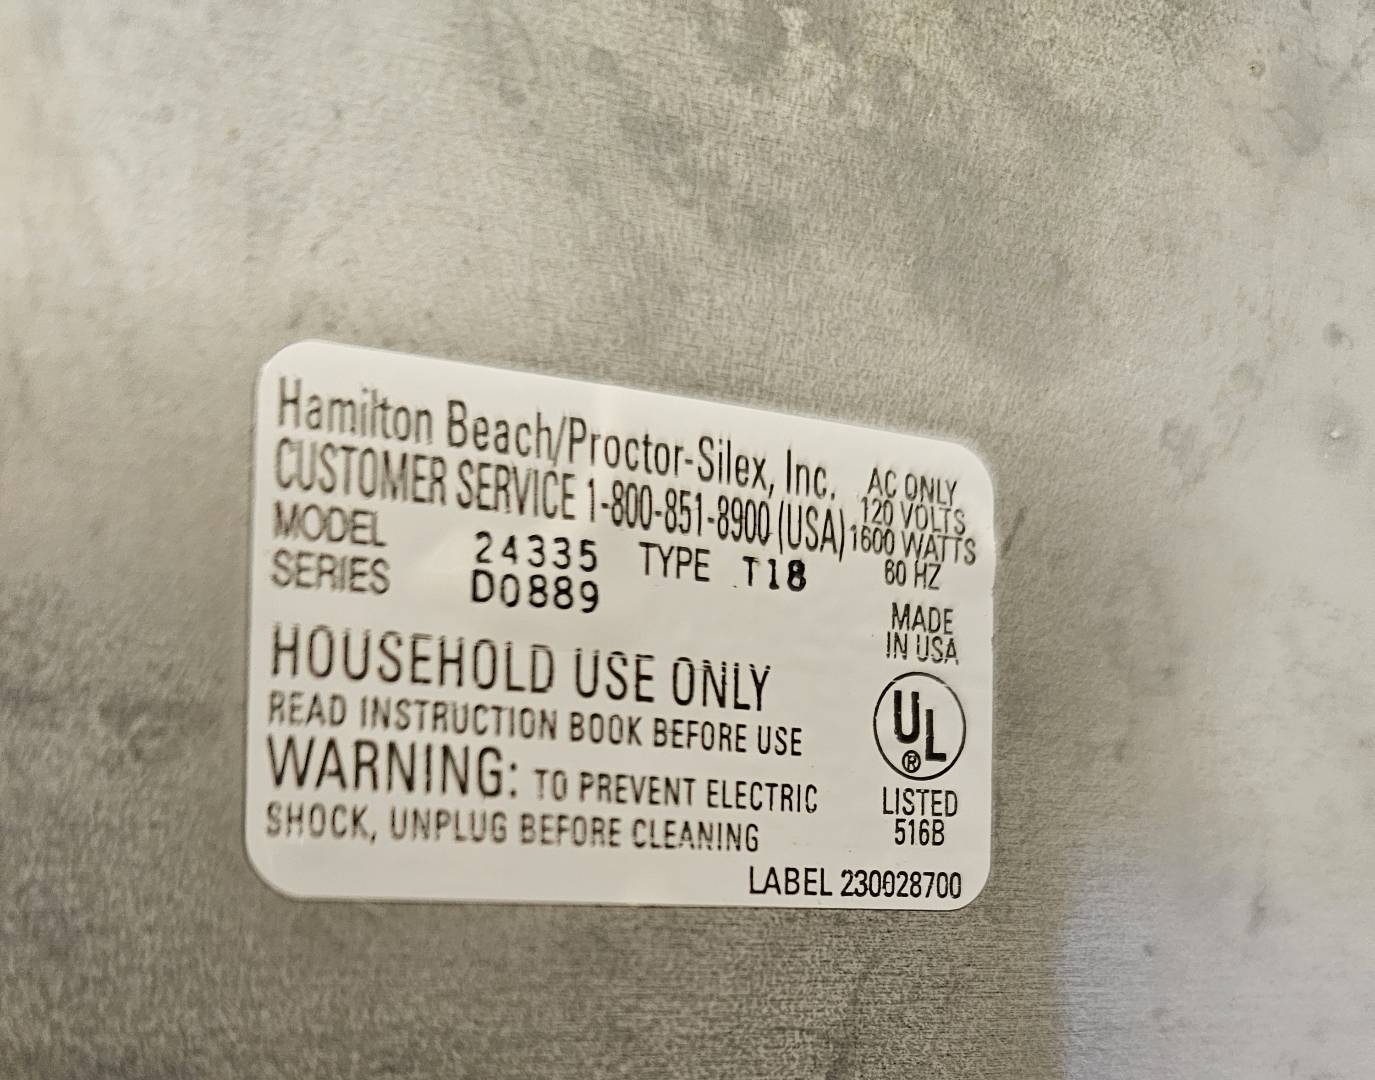 Hamilton Beach/Proctor-Silex, Inc.
CUSTOMER SERVICE 1-800-851-8900 (USA)
MODEL 24335 TYPE T18
SERIES D0889
AC ONLY
120 VOLTS
1600 WATTS
60 HZ
MADE
IN USA
HOUSEHOLD USE ONLY
READ INSTRUCTION BOOK BEFORE USE
WARNING: TO PREVENT ELECTRIC
SHOCK, UNPLUG BEFORE CLEANING
UL
®
LISTED
516B
LABEL 230028700